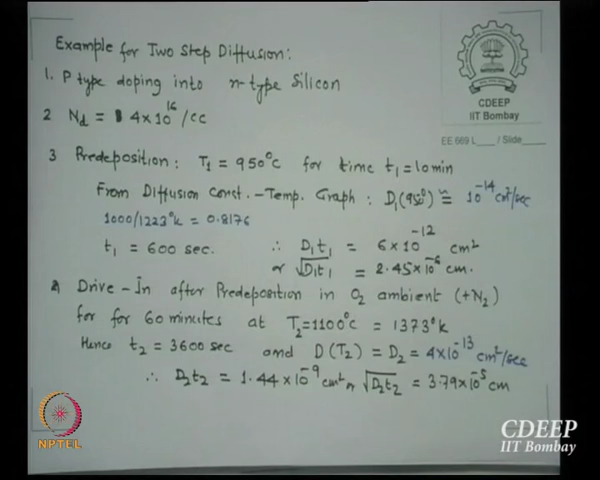 Example for Two Step Diffusion:
1. P type doping into n-type Silicon
2 Nd = 4×10^16 /cc
3 Predeposition: T1 = 950°C for time t1 = 10min
From Diffusion Const.-Temp. Graph: D1(950°) ≅ 10^-14 cm²/sec
1000/1223°k = 0.8176
t1 = 600 sec. ∴ D1t1 = 6×10^-12 cm²
or √D1t1 = 2.45×10^-6 cm.
4 Drive-In after Predeposition in O2 ambient (+N2)
for for 60 minutes at T2=1100°C = 1373°k
Hence t2 = 3600 sec and D(T2) = D2 = 4×10^-13 cm²/sec
∴ D2t2 = 1.44×10^-9 cm² or √D2t2 = 3.79×10^-5 cm
CDEEP
IIT Bombay
EE 669 L___/ Slide___
NPTEL
CDEEP
IIT Bombay